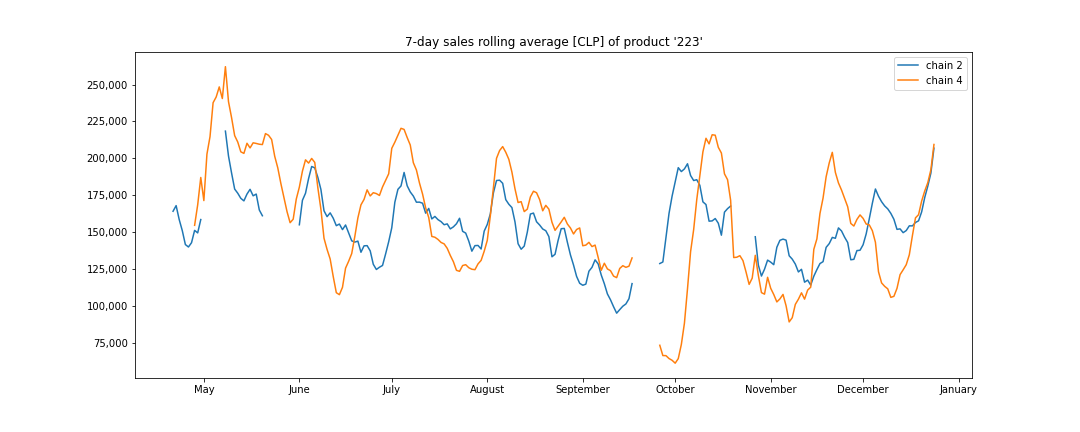 7-day sales rolling average [CLP] of product '223'
chain 2
chain 4
250,000
225,000
200,000
175,000
150,000
125,000
100,000
75,000
May June July August September October November December January